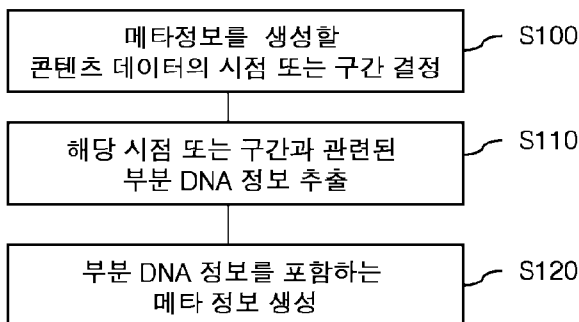 메타정보를 생성할 S100
콘텐츠 데이터의 시점 또는 구간 결정
해당 시점 또는 구간과 관련된 S110
부분 DNA 정보 추출
부분 DNA 정보를 포함하는 S120
메타 정보 생성